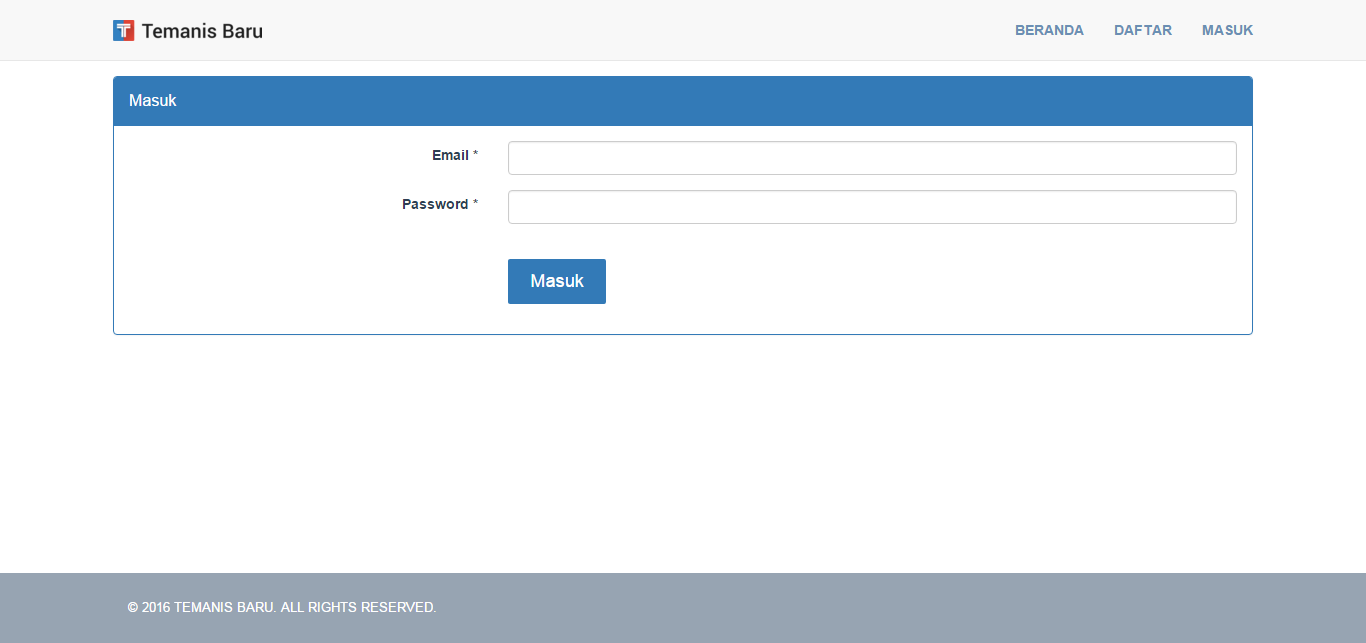 Temanis Baru
BERANDA DAFTAR MASUK
Masuk
Email *
Password *
Masuk
© 2016 TEMANIS BARU. ALL RIGHTS RESERVED.